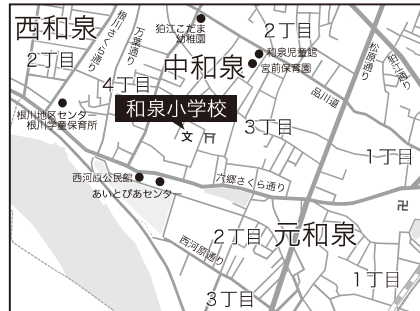 西和泉
2丁目
根川通り
万葉通り
狛江こだま
幼稚園
2丁目
和泉児童館
宮前保育園
中和泉
松原通り
狛江通り
品川道
4丁目
和泉小学校
文
3丁目
根川地区センター
根川学童保育所
1丁目
西河原公民館
あいとぴあセンター
六郷さくら通り
卍
西河原通り
2丁目
元和泉
1丁目
3丁目